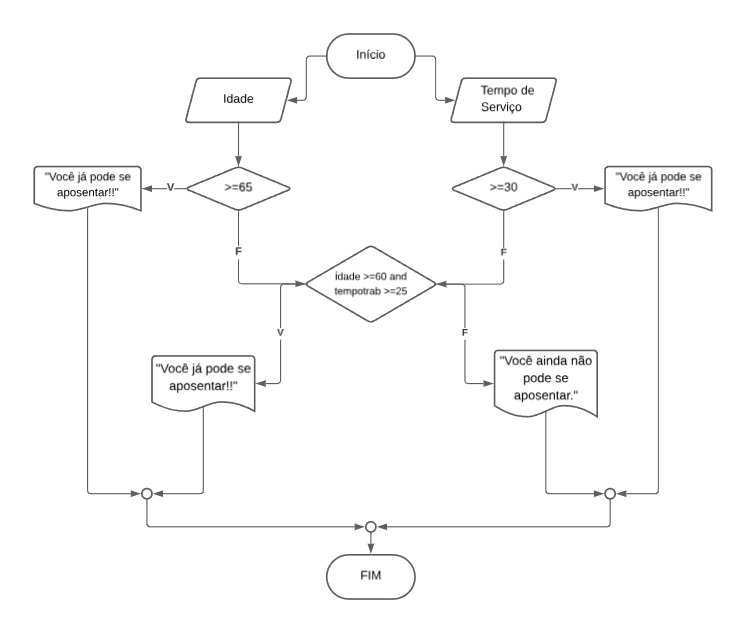 Início
Idade
Tempo de
Serviço
"Você já pode se
aposentar!!"
V
>=65
>=30
V
"Você já pode se
aposentar!!"
F
F
idade >=60 and
tempotrab >=25
V
F
"Você já pode se
aposentar!!"
"Você ainda não
pode se
aposentar."
FIM